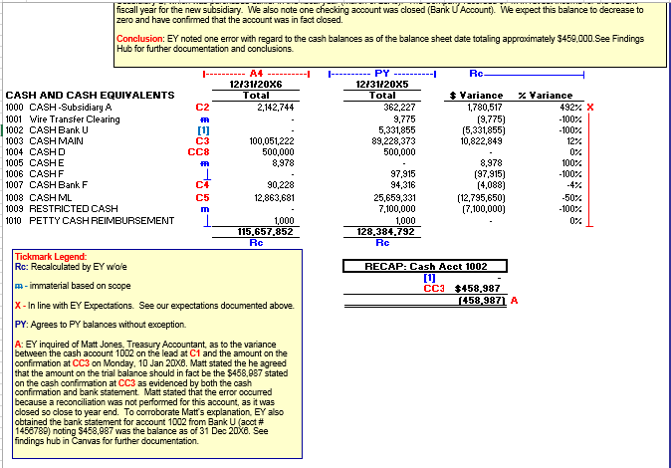 fiscal year for the new subsidiary. We also note our checking account was closed (Bank U Account). We expect this balance to decrease to
zero and have confirmed that the account was in fact closed.
Conclusion: EY noted one error with regard to the cash balances as of the balance sheet date totaling approximately $459,000.See Findings
Hub for further documentation and conclusions.
A4 PY Rc
12/31/20X6 12/31/20X5
CASH AND CASH EQUIVALENTS Total Total $ Variance % Variance
1000 CASH -Subsidiary A C2 2,142,744 362,227 1,780,517 492% X
1001 Wire Transfer Clearing m - 9,775 (9,775) -100%
1002 CASH Bank U [1] - 5,331,855 (5,331,855) -100%
1003 CASH MAIN C3 100,051,222 89,228,373 10,822,849 12%
1004 CASH D CC8 500,000 500,000 - 0%
1005 CASH E m 8,978 8,978 100%
1006 CASH F - 97,915 (97,915) -100%
1007 CASH Bank F C4 90,228 94,316 (4,088) -4%
1008 CASH ML C5 12,863,681 25,659,331 (12,795,650) -50%
1009 RESTRICTED CASH m - 7,100,000 (7,100,000) -100%
1010 PETTY CASH REIMBURSEMENT 1,000 1,000 - 0%
115,657,852 128,384,792
Rc Rc
Tickmark Legend:
Rc: Recalculated by EY w/o/e
m - immaterial based on scope
X - In line with EY Expectations. See our expectations documented above.
PY: Agrees to PY balances without exception.
A: EY inquired of Matt Jones, Treasury Accountant, as to the variance
between the cash account 1002 on the lead at C1 and the amount on the
confirmation at CC3 on Monday, 10 Jan 20X6. Matt stated the he agreed
that the amount on the trial balance should in fact be the $458,987 stated
on the cash confirmation at CC3 as evidenced by both the cash
confirmation and bank statement. Matt stated that the error occurred
because a reconciliation was not performed for this account, as it was
closed so close to year end. To corroborate Matt's explanation, EY also
obtained the bank statement for account 1002 from Bank U (acct #
1456789) noting $458,987 was the balance as of 31 Dec 20X6. See
findings hub in Canvas for further documentation.
RECAP: Cash Acct 1002
[1] -
CC3 $458,987
(458,987) A